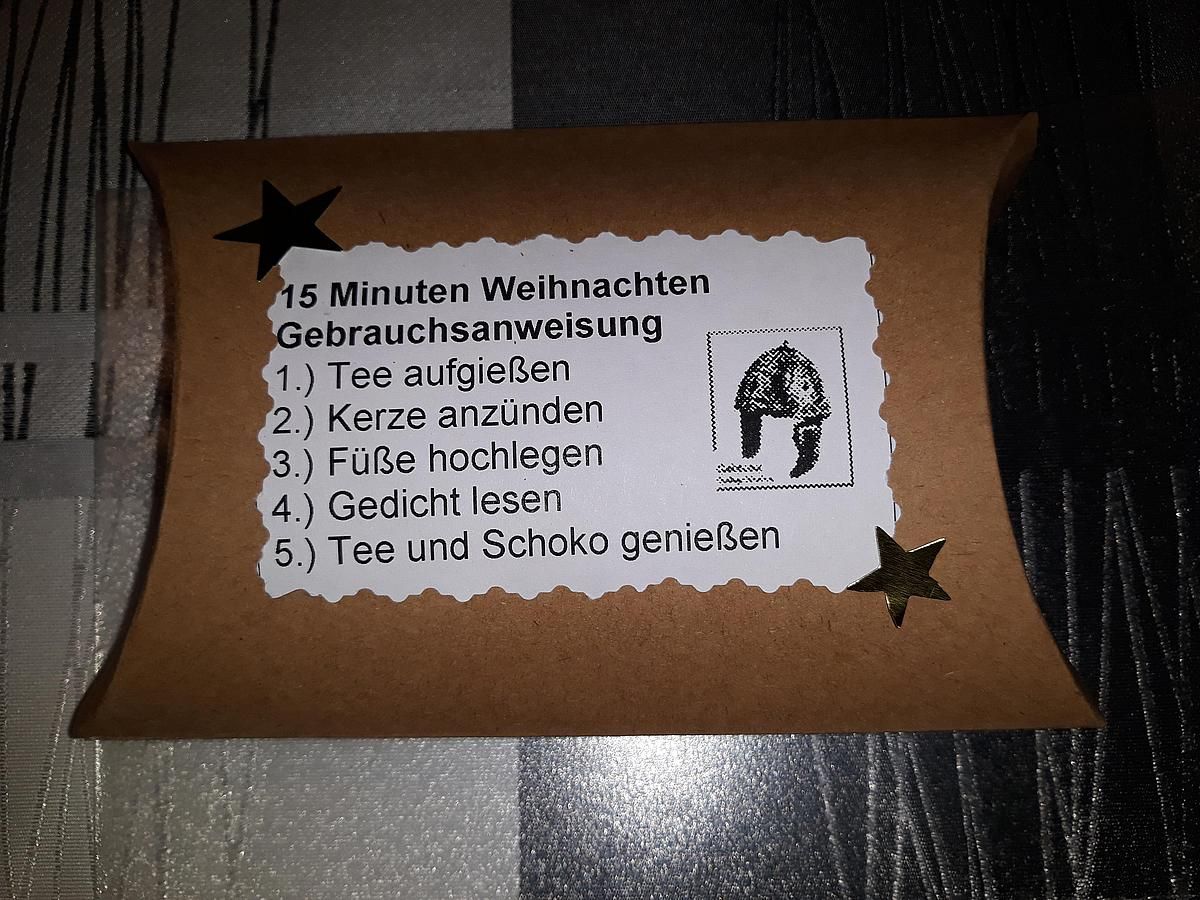 15 Minuten Weihnachten
Gebrauchsanweisung
1.) Tee aufgießen
2.) Kerze anzünden
3.) Füße hochlegen
4.) Gedicht lesen
5.) Tee und Schoko genießen